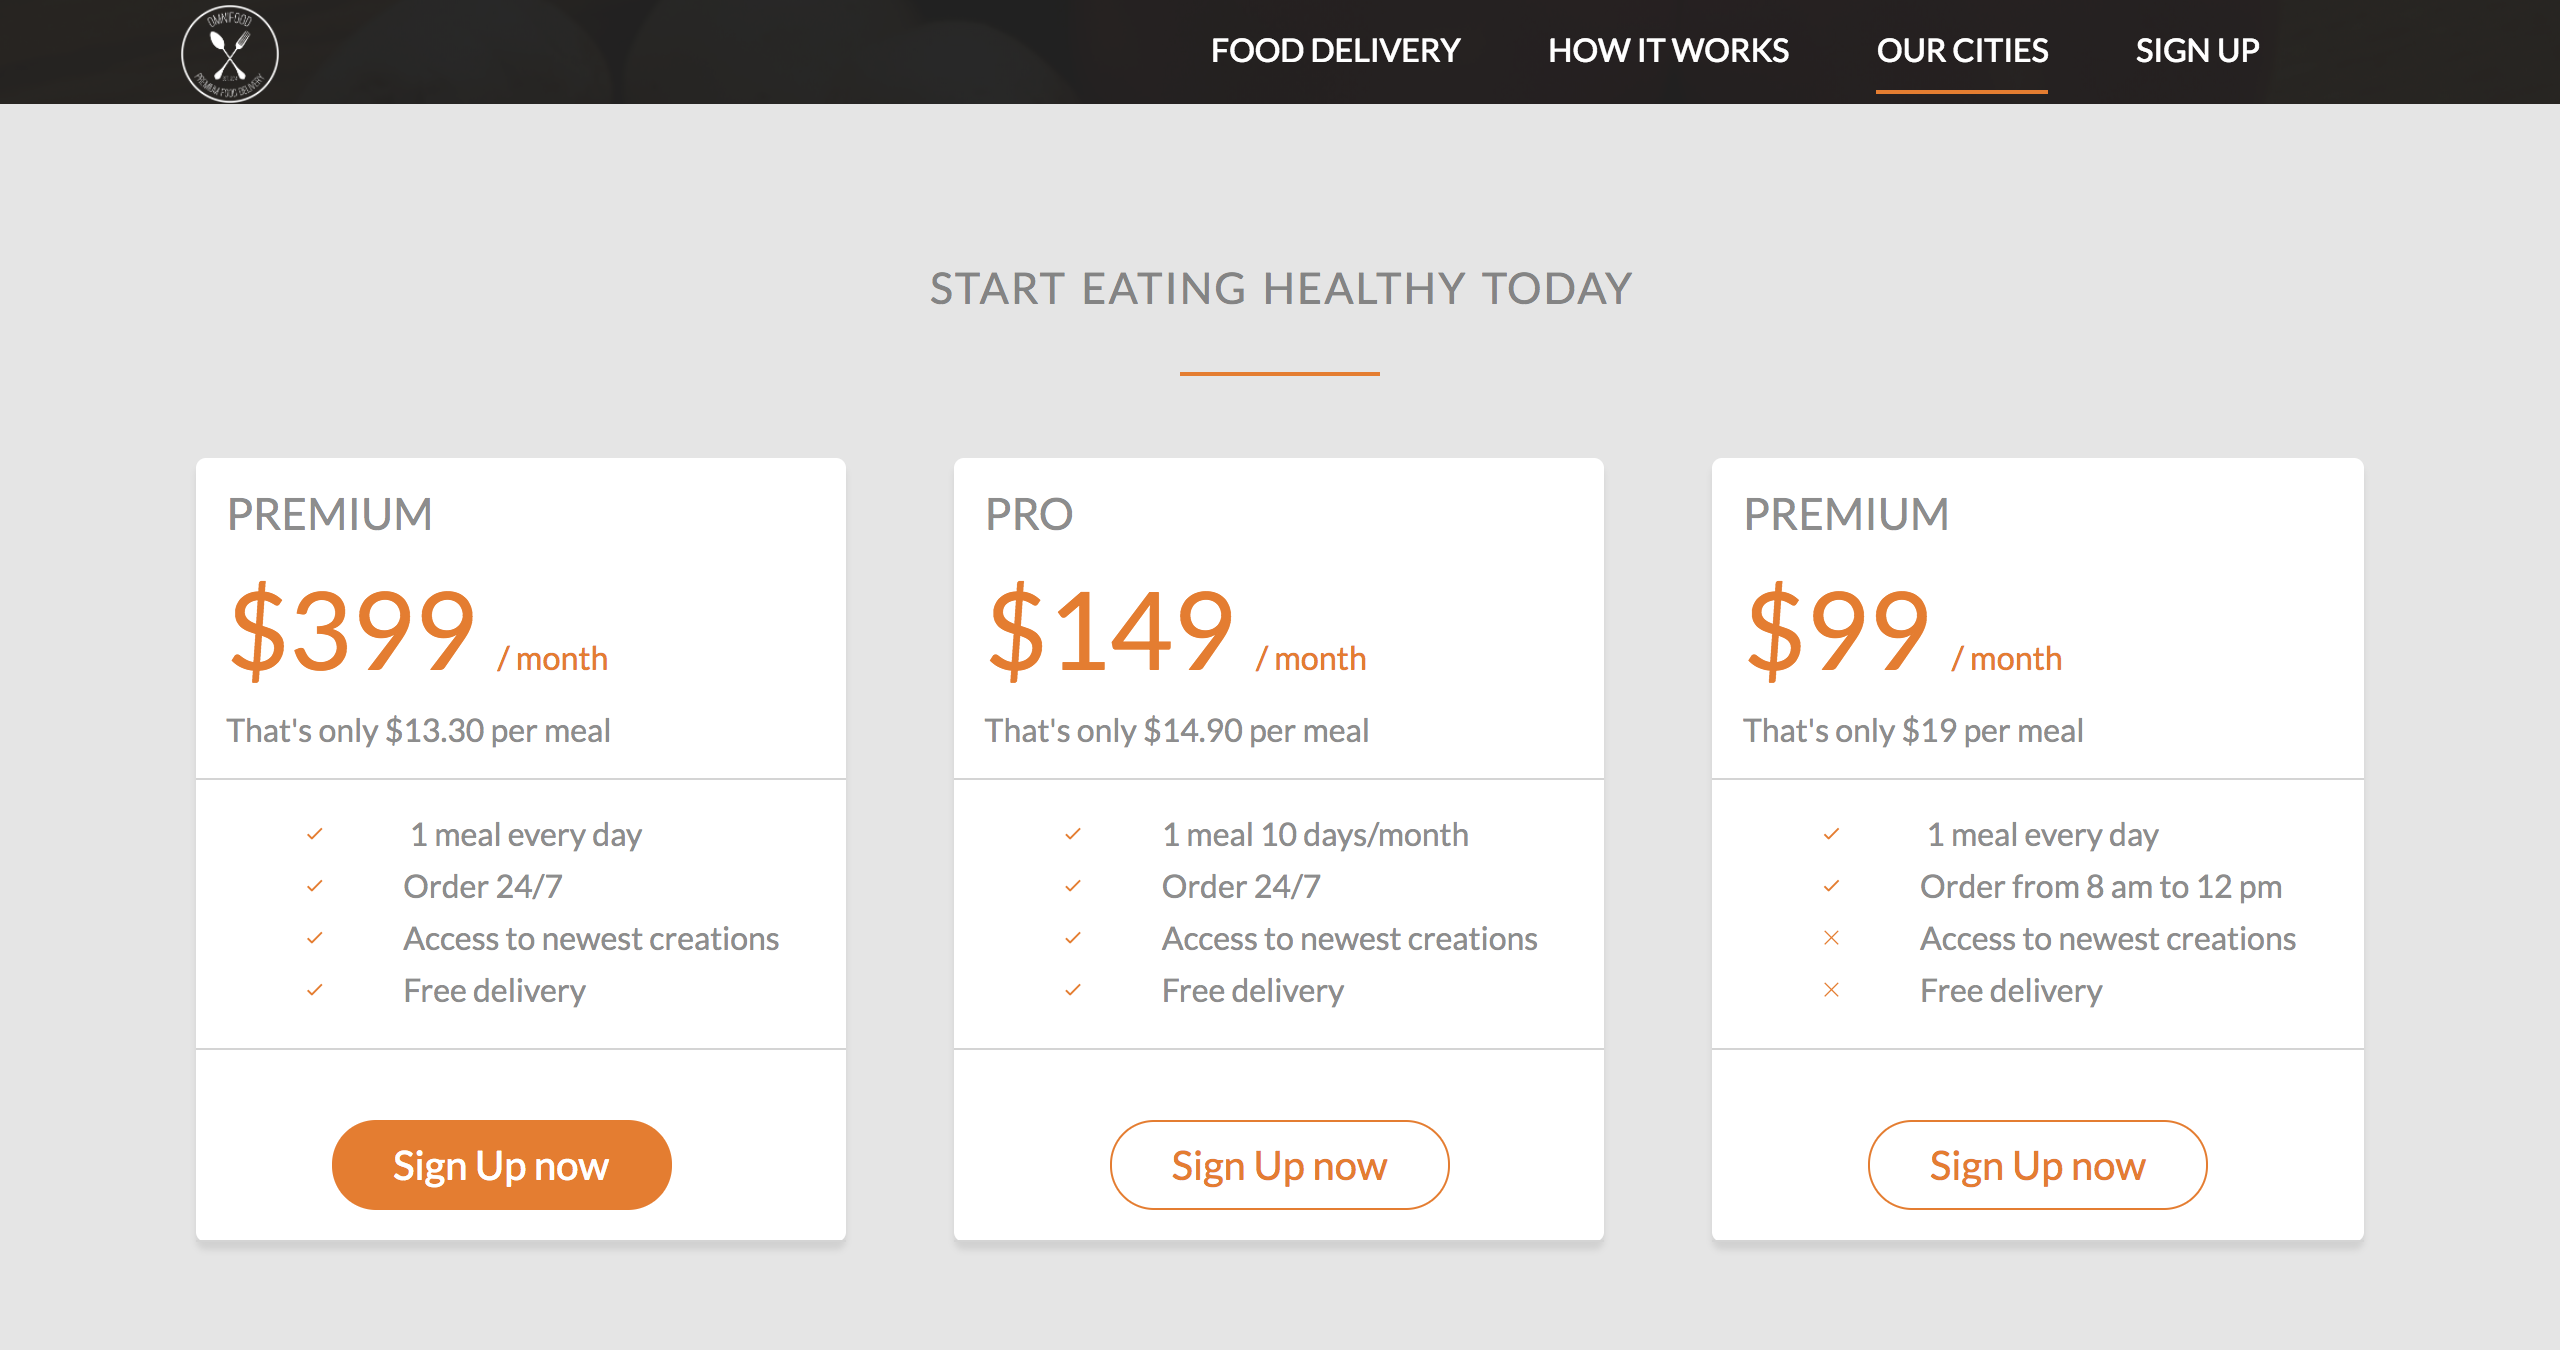 OMNIFOOD
PREMIUM FOOD DELIVERY
FOOD DELIVERY
HOW IT WORKS
OUR CITIES
SIGN UP
START EATING HEALTHY TODAY
PREMIUM
$399 / month
That's only $13.30 per meal
1 meal every day
Order 24/7
Access to newest creations
Free delivery
Sign Up now
PRO
$149 / month
That's only $14.90 per meal
1 meal 10 days/month
Order 24/7
Access to newest creations
Free delivery
Sign Up now
PREMIUM
$99 / month
That's only $19 per meal
1 meal every day
Order from 8 am to 12 pm
Access to newest creations
Free delivery
Sign Up now